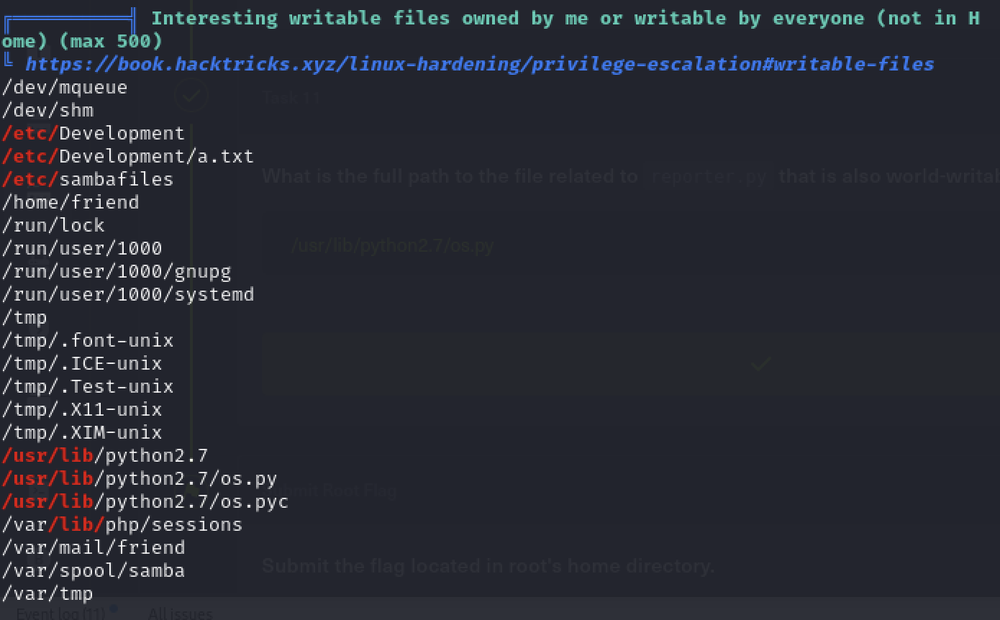 ╔══════════╣ Interesting writable files owned by me or writable by everyone (not in H
ome) (max 500)
╚ https://book.hacktricks.xyz/linux-hardening/privilege-escalation#writable-files
/dev/mqueue
/dev/shm
Task 11
/etc/Development
/etc/Development/a.txt
/etc/sambafiles
What is the full path to the file related to eporter.py that is also world-writa
/home/friend
/run/lock
/run/user/1000
/usr/lib/python2.7/os.py
/run/user/1000/gnupg
/run/user/1000/systemd
/tmp
/tmp/.font-unix
/tmp/.ICE-unix
/tmp/.Test-unix
/tmp/.X11-unix
/tmp/.XIM-unix
/usr/lib/python2.7
/usr/lib/python2.7/os.py
/usr/lib/python2.7/os.pyc
Root Flag
/var/lib/php/sessions
/var/mail/friend
/var/spool/samba
Submit the flag located in root's home directory.
/var/tmp
Event log (11) All issues